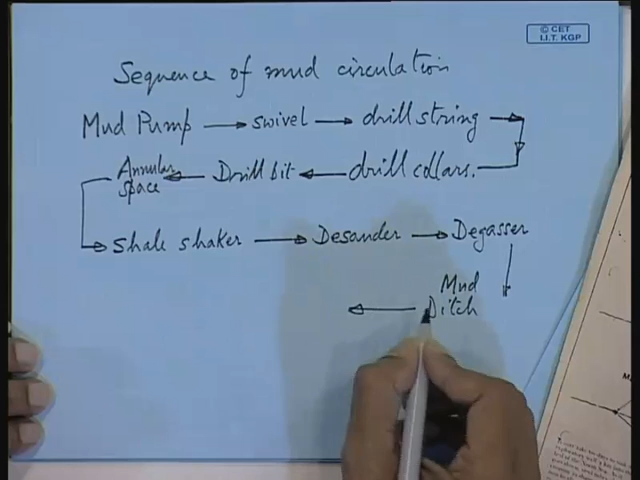 © CET
I.I.T. KGP
Sequence of mud circulation
Mud Pump → swivel → drill string →
Annular space ← Drill bit ← drill collars.
→ shale shaker → Desander → Degasser
← Mud Ditch